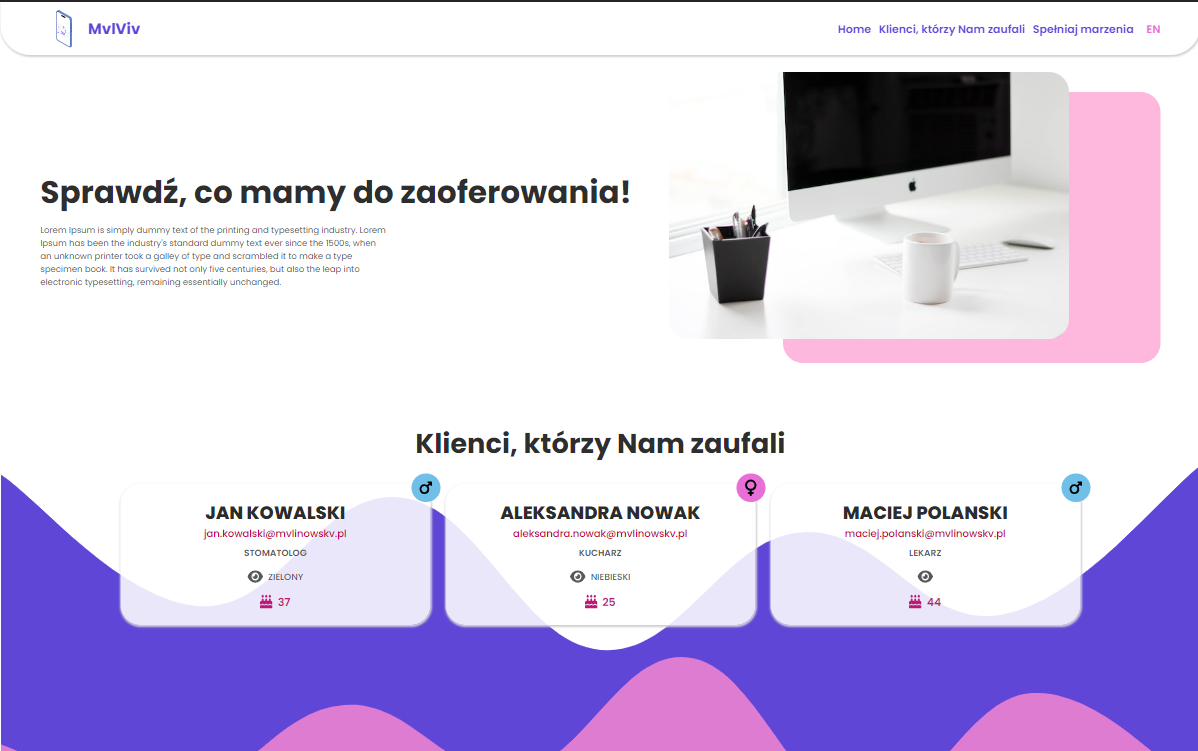 MvlViv
Home Klienci, którzy Nam zaufali Spełniaj marzenia EN
Sprawdź, co mamy do zaoferowania!
Lorem Ipsum is simply dummy text of the printing and typesetting industry. Lorem
Ipsum has been the industry's standard dummy text ever since the 1500s, when
an unknown printer took a galley of type and scrambled it to make a type
specimen book. It has survived not only five centuries, but also the leap into
electronic typesetting, remaining essentially unchanged.
Klienci, którzy Nam zaufali
JAN KOWALSKI
jan.kowalski@mvlinowskv.pl
STOMATOLOG
ZIELONY
37
ALEKSANDRA NOWAK
aleksandra.nowak@mvlinowskv.pl
KUCHARZ
NIEBIESKI
25
MACIEJ POLANSKI
maciej.polanski@mvlinowskv.pl
LEKARZ
44